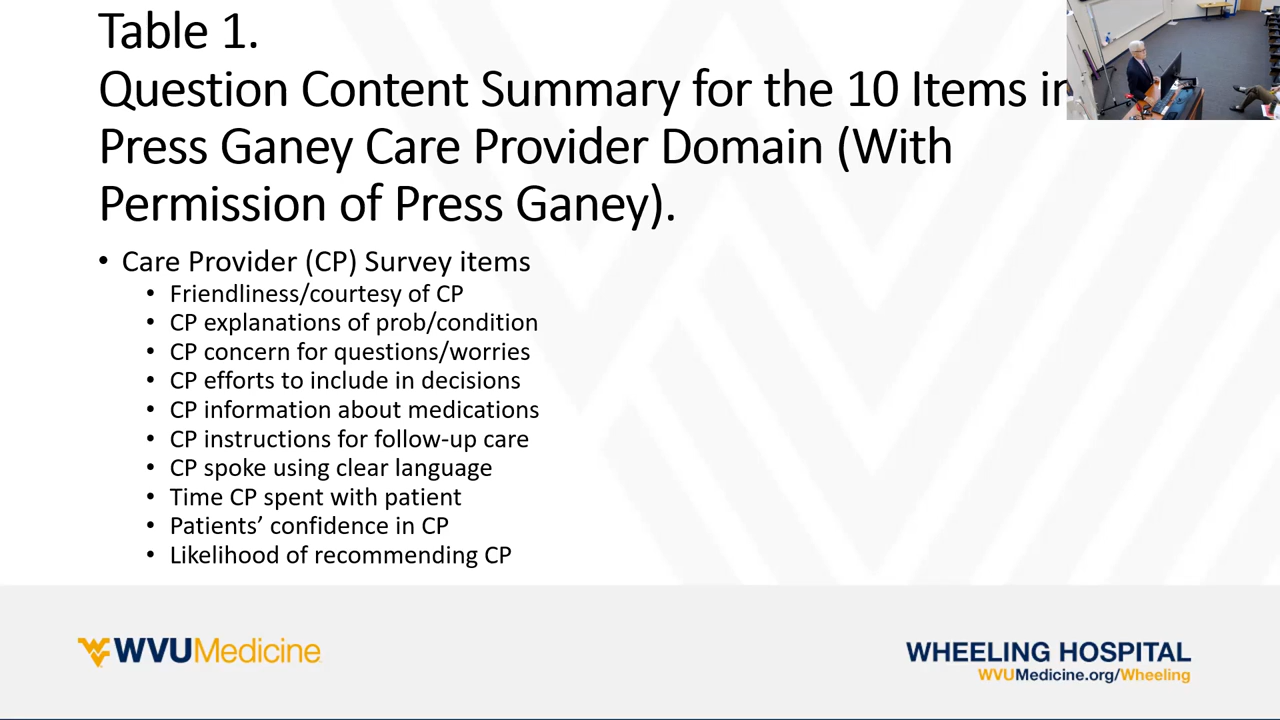 Table 1.
Question Content Summary for the 10 Items in
Press Ganey Care Provider Domain (With
Permission of Press Ganey).
• Care Provider (CP) Survey items
• Friendliness/courtesy of CP
• CP explanations of prob/condition
• CP concern for questions/worries
• CP efforts to include in decisions
• CP information about medications
• CP instructions for follow-up care
• CP spoke using clear language
• Time CP spent with patient
• Patients’ confidence in CP
• Likelihood of recommending CP
WVUMedicine
WHEELING HOSPITAL
WVUMedicine.org/Wheeling